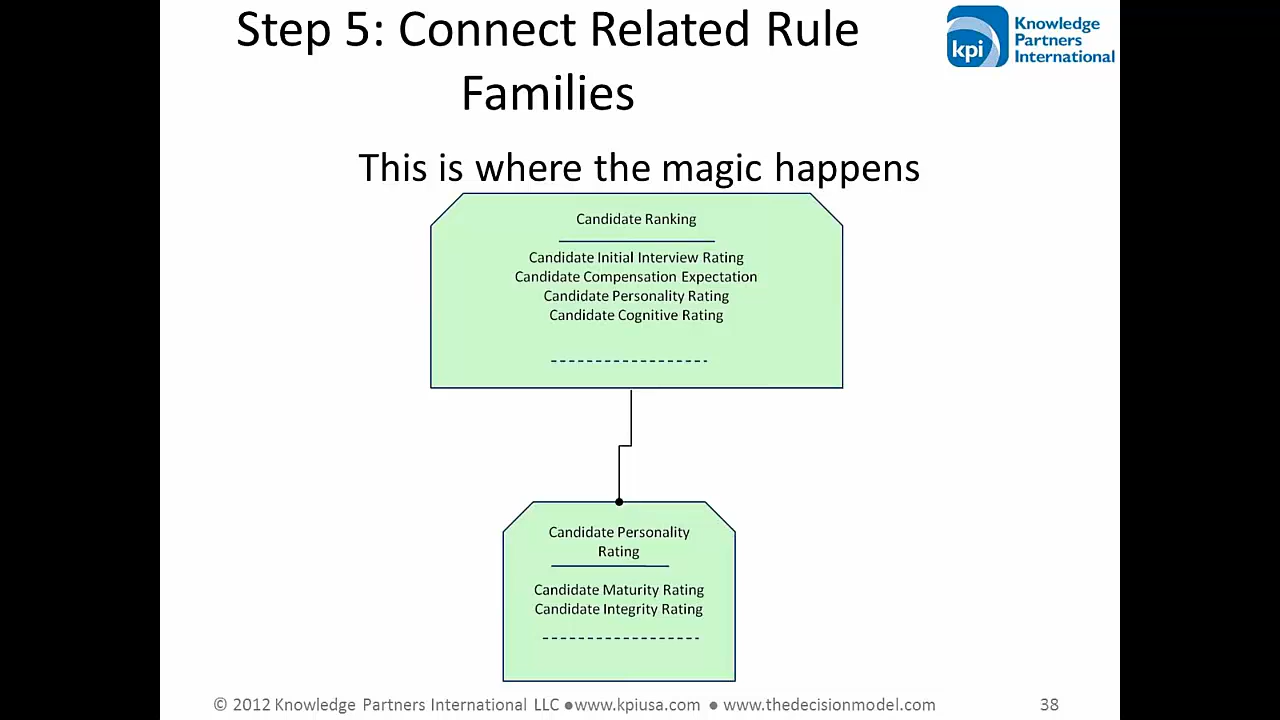 Step 5: Connect Related Rule
Families
kpi
Knowledge
Partners
International
This is where the magic happens
Candidate Ranking
Candidate Initial Interview Rating
Candidate Compensation Expectation
Candidate Personality Rating
Candidate Cognitive Rating
Candidate Personality
Rating
Candidate Maturity Rating
Candidate Integrity Rating
© 2012 Knowledge Partners International LLC ●www.kpiusa.com ● www.thedecisionmodel.com
38